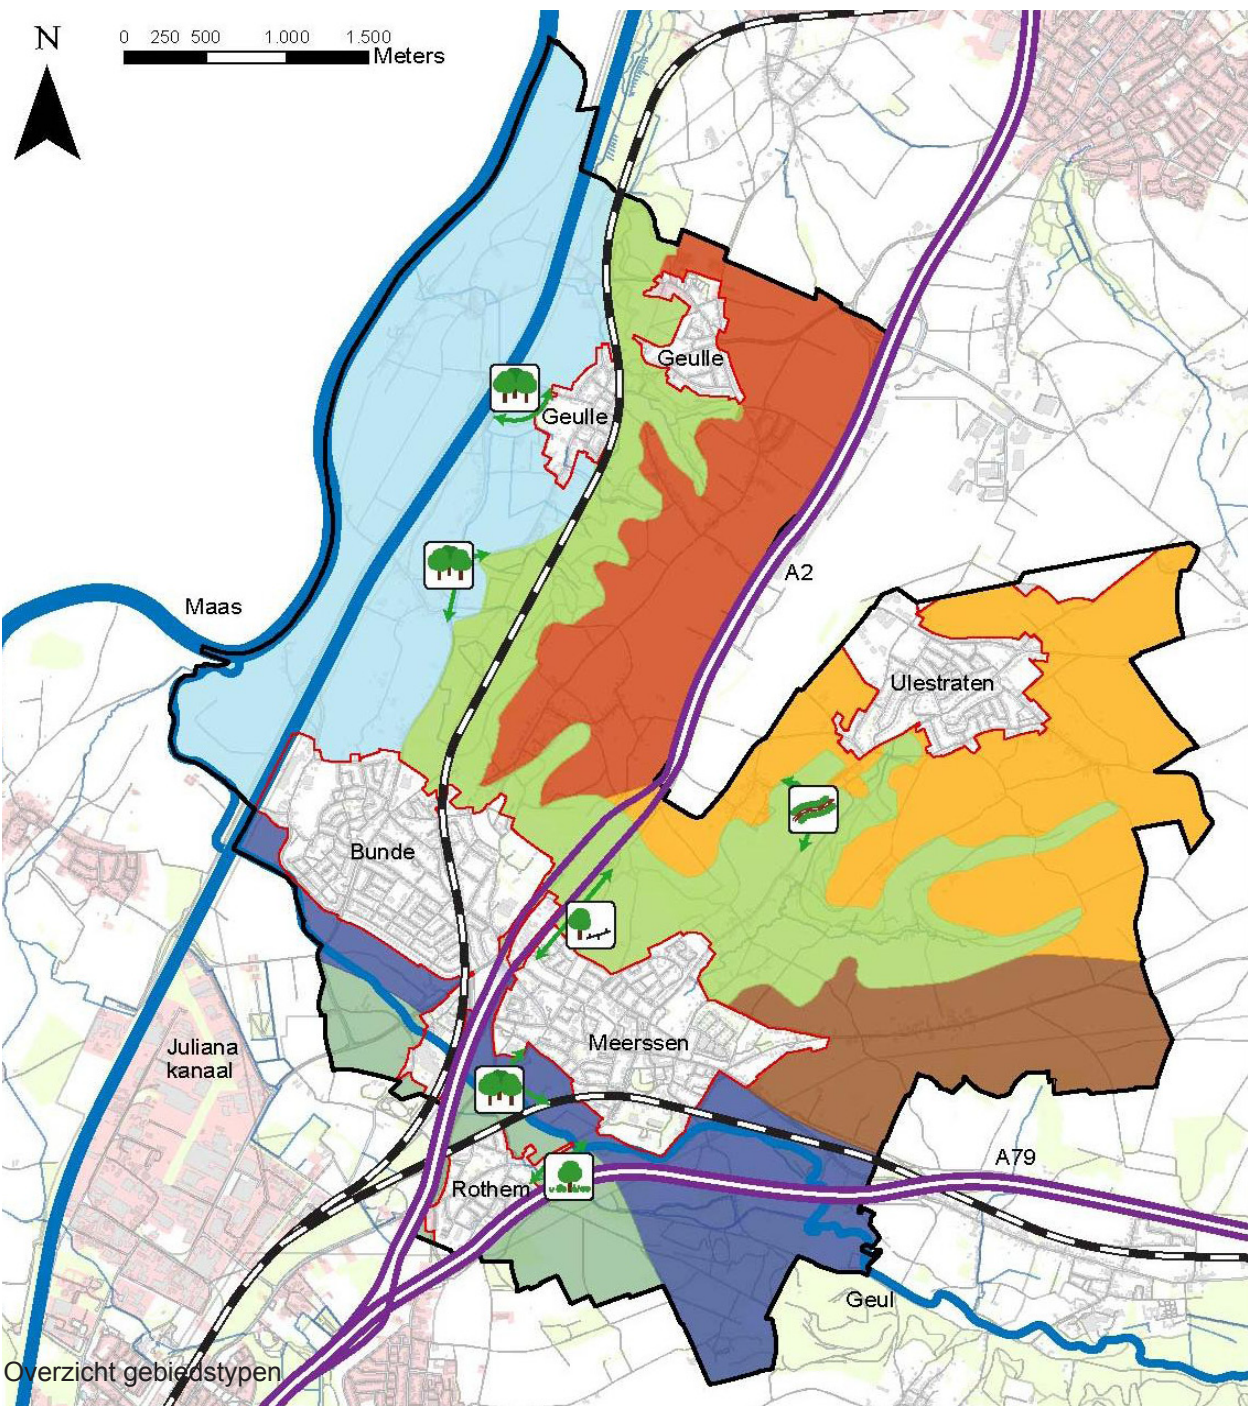 N
0 250 500 1.000 1.500
Meters
Geulle
Geulle
A2
Maas
Ulestraten
Bunde
Meerssen
Juliana
kanaal
A79
Rothem
Geul
Overzicht gebiedstypen